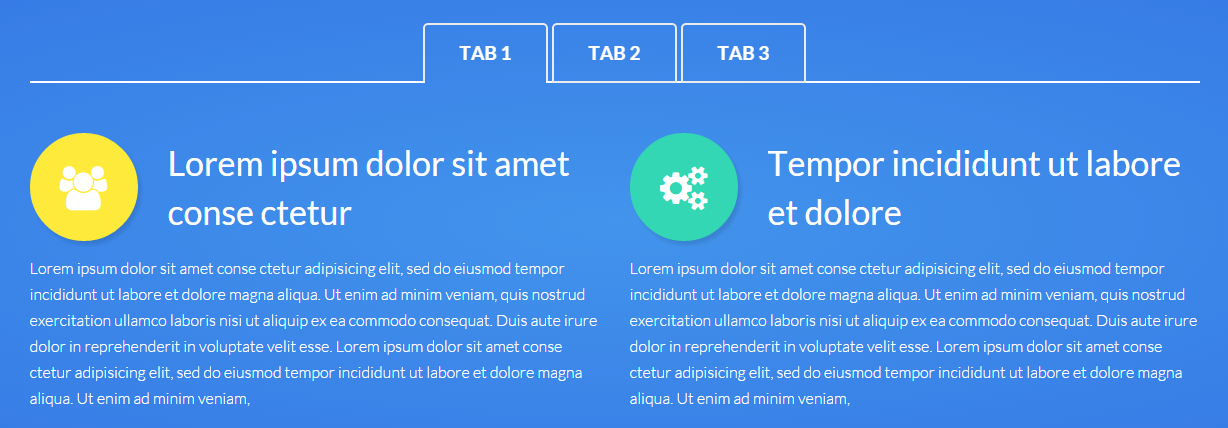 TAB 1
TAB 2
TAB 3
Lorem ipsum dolor sit amet
conse ctetur
Lorem ipsum dolor sit amet conse ctetur adipisicing elit, sed do eiusmod tempor
incididunt ut labore et dolore magna aliqua. Ut enim ad minim veniam, quis nostrud
exercitation ullamco laboris nisi ut aliquip ex ea commodo consequat. Duis aute irure
dolor in reprehenderit in voluptate velit esse. Lorem ipsum dolor sit amet conse
ctetur adipisicing elit, sed do eiusmod tempor incididunt ut labore et dolore magna
aliqua. Ut enim ad minim veniam,
Tempor incididunt ut labore
et dolore
Lorem ipsum dolor sit amet conse ctetur adipisicing elit, sed do eiusmod tempor
incididunt ut labore et dolore magna aliqua. Ut enim ad minim veniam, quis nostrud
exercitation ullamco laboris nisi ut aliquip ex ea commodo consequat. Duis aute irure
dolor in reprehenderit in voluptate velit esse. Lorem ipsum dolor sit amet conse
ctetur adipisicing elit, sed do eiusmod tempor incididunt ut labore et dolore magna
aliqua. Ut enim ad minim veniam,